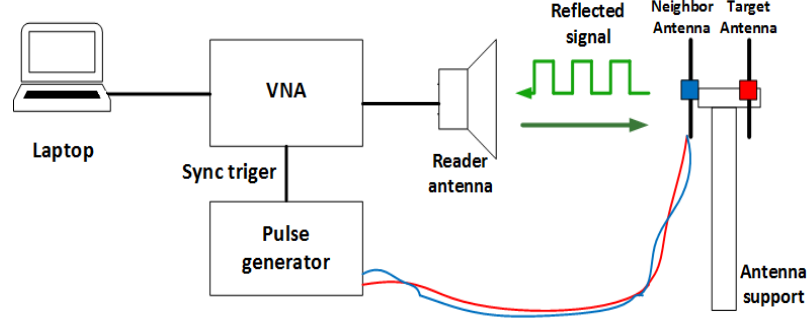 Reflected
signal
Neighbor
Antenna
Target
Antenna
VNA
Laptop
Reader
antenna
Sync triger
Pulse
generator
Antenna
support